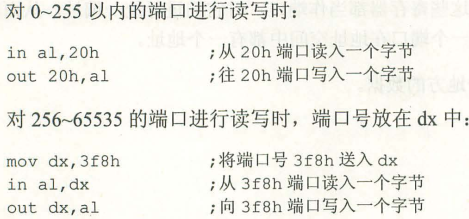 对 0~255 以内的端口进行读写时：
in al,20h ;从 20h 端口读入一个字节
out 20h,al ;往 20h 端口写入一个字节
对 256~65535 的端口进行读写时，端口号放在 dx 中：
mov dx,3f8h ;将端口号 3f8h 送入 dx
in al,dx ;从 3f8h 端口读入一个字节
out dx,al ;向 3f8h 端口写入一个字节